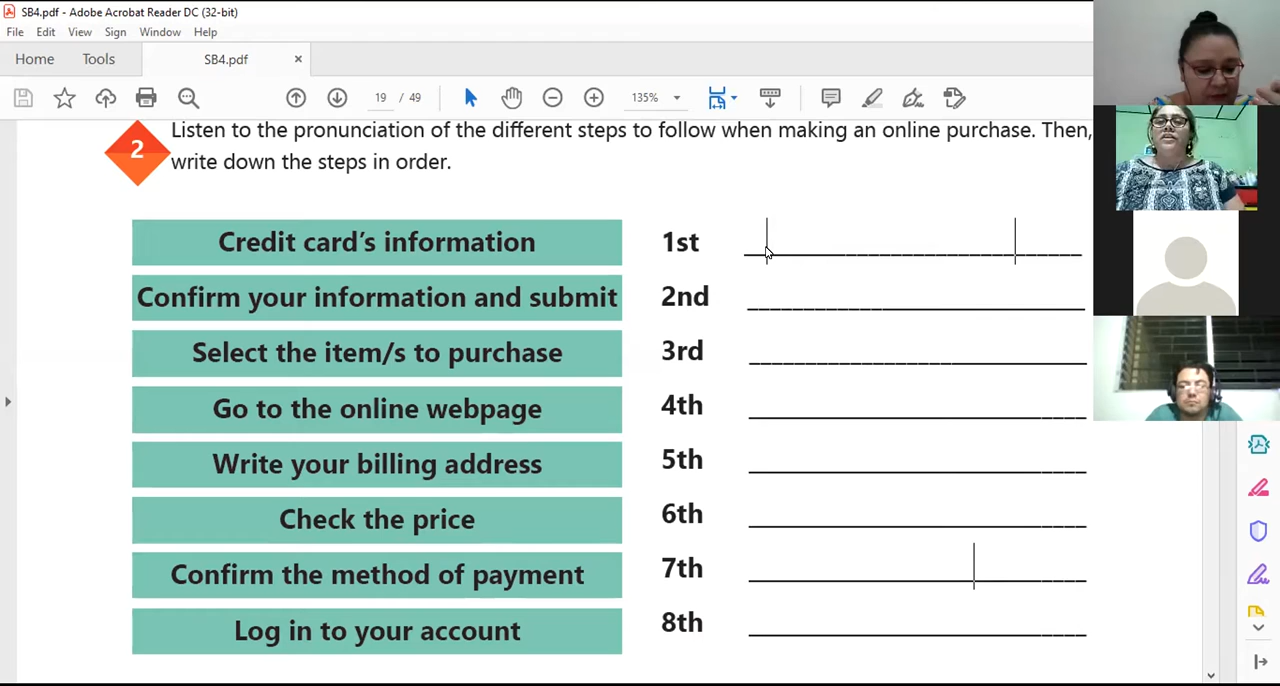 SB4.pdf - Adobe Acrobat Reader DC (32-bit)
File Edit View Sign Window Help
Home Tools SB4.pdf ×
19 / 49 135%
2 Listen to the pronunciation of the different steps to follow when making an online purchase. Then,
write down the steps in order.
Credit card's information 1st
Confirm your information and submit 2nd
Select the item/s to purchase 3rd
Go to the online webpage 4th
Write your billing address 5th
Check the price 6th
Confirm the method of payment 7th
Log in to your account 8th